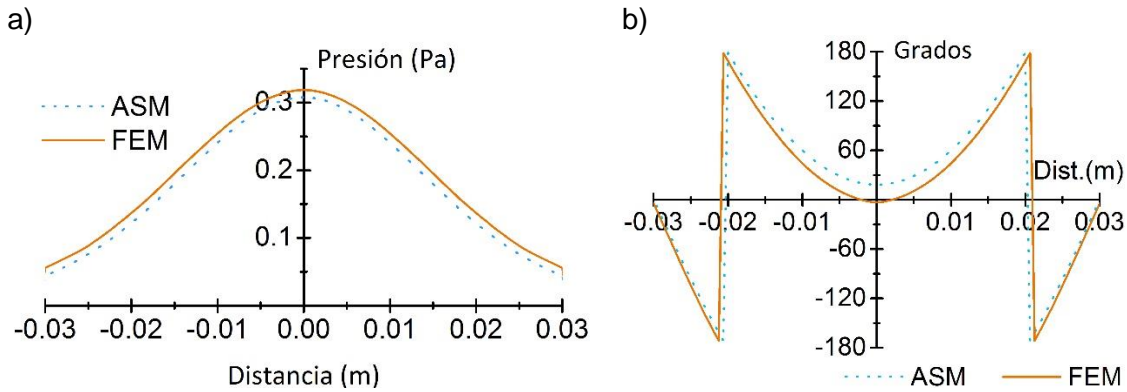 a)
Presión (Pa)
ASM
FEM
0.3
0.2
0.1
-0.03 -0.02 -0.01 0.00 0.01 0.02 0.03
Distancia (m)
b)
180
Grados
120
60
Dist.(m)
-0.03 -0.02 -0.01 0.01 0.02 0.03
-60
-120
-180
ASM FEM